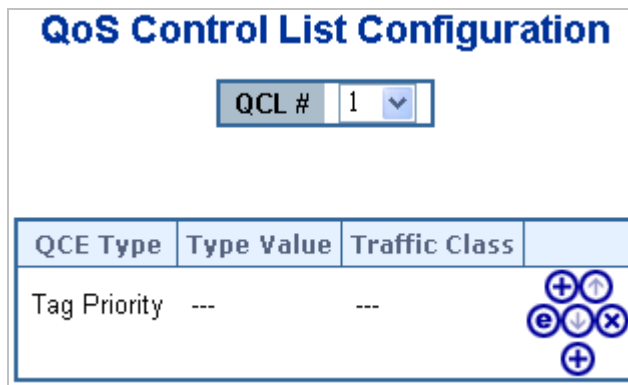 QoS Control List Configuration
QCL # 1
QCE Type Type Value Traffic Class
Tag Priority --- ---
e